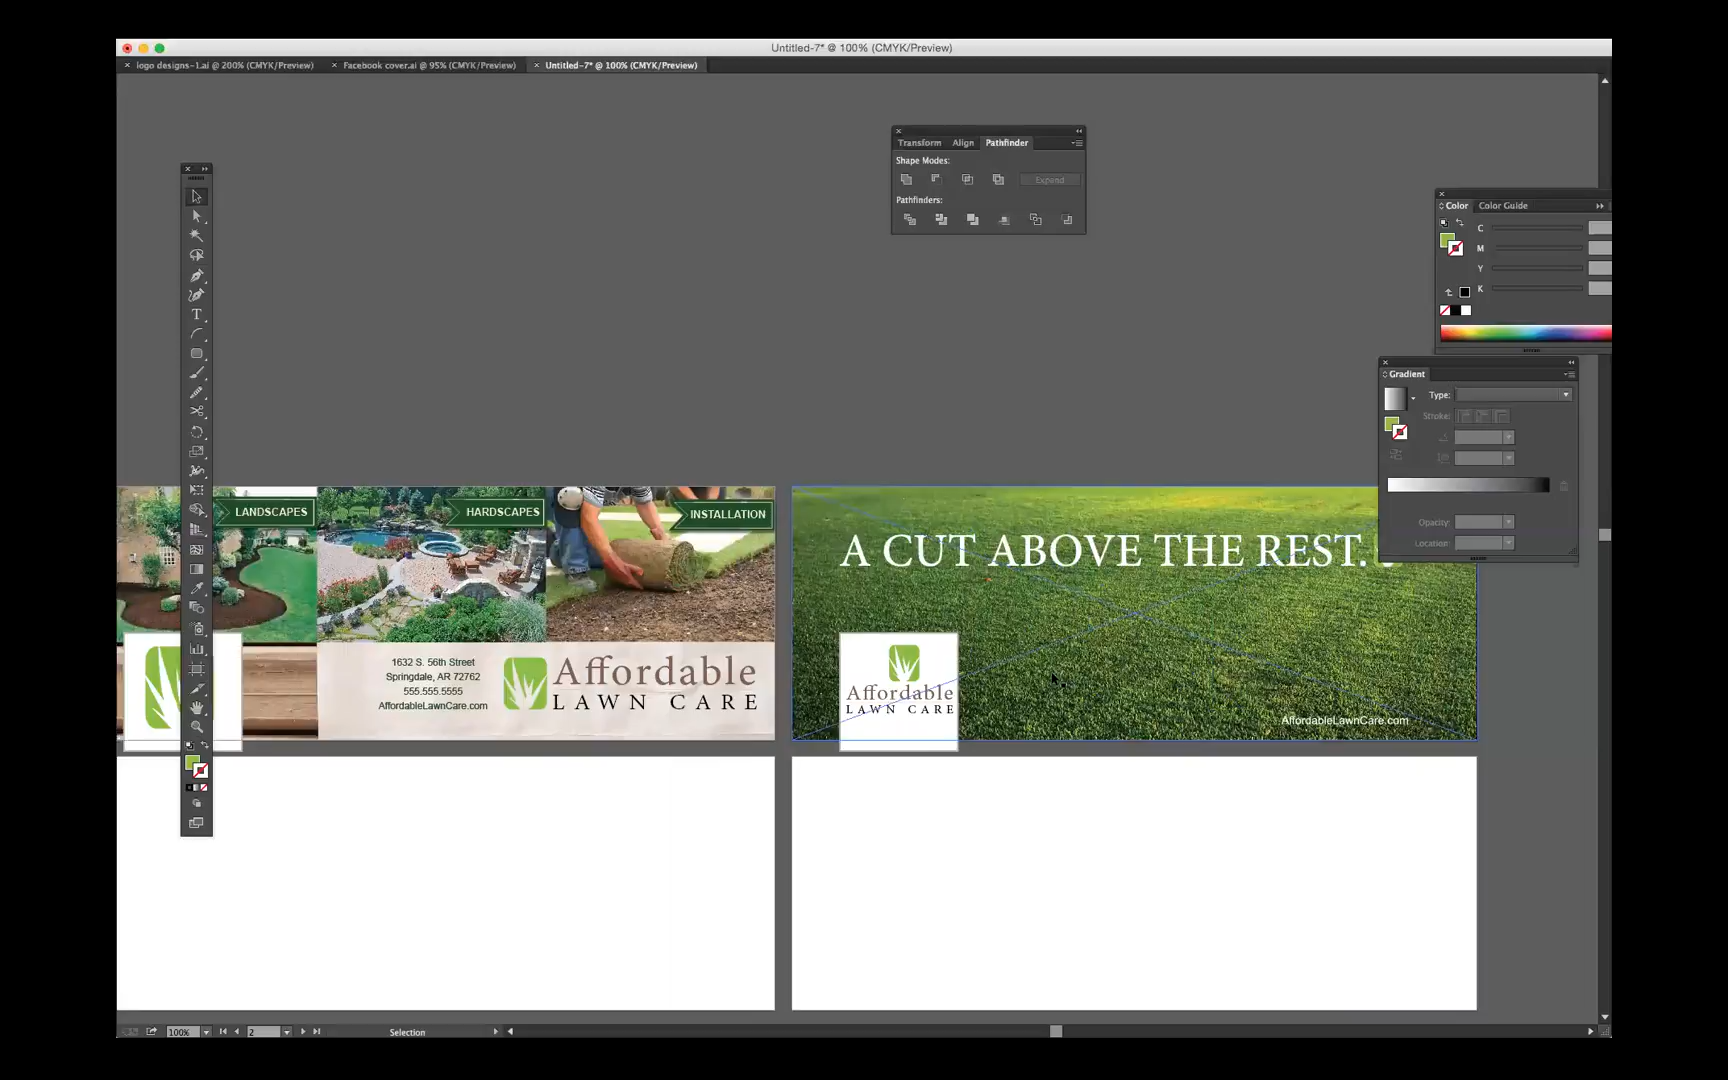 Untitled-7* @ 100% (CMYK/Preview)
logo designs-1.ai @ 200% (CMYK/Preview)
Facebook cover.ai @ 95% (CMYK/Preview)
Untitled-7* @ 100% (CMYK/Preview)
Transform
Align
Pathfinder
Shape Modes:
Expand
Pathfinders:
Color
Color Guide
C
M
Y
K
Gradient
Type:
Stroke:
Opacity:
Location:
LANDSCAPES
HARDSCAPES
INSTALLATION
1632 S. 56th Street
Springdale, AR 72762
555.555.5555
AffordableLawnCare.com
Affordable
LAWN CARE
A CUT ABOVE THE REST.
Affordable
LAWN CARE
AffordableLawnCare.com
100%
2
Selection